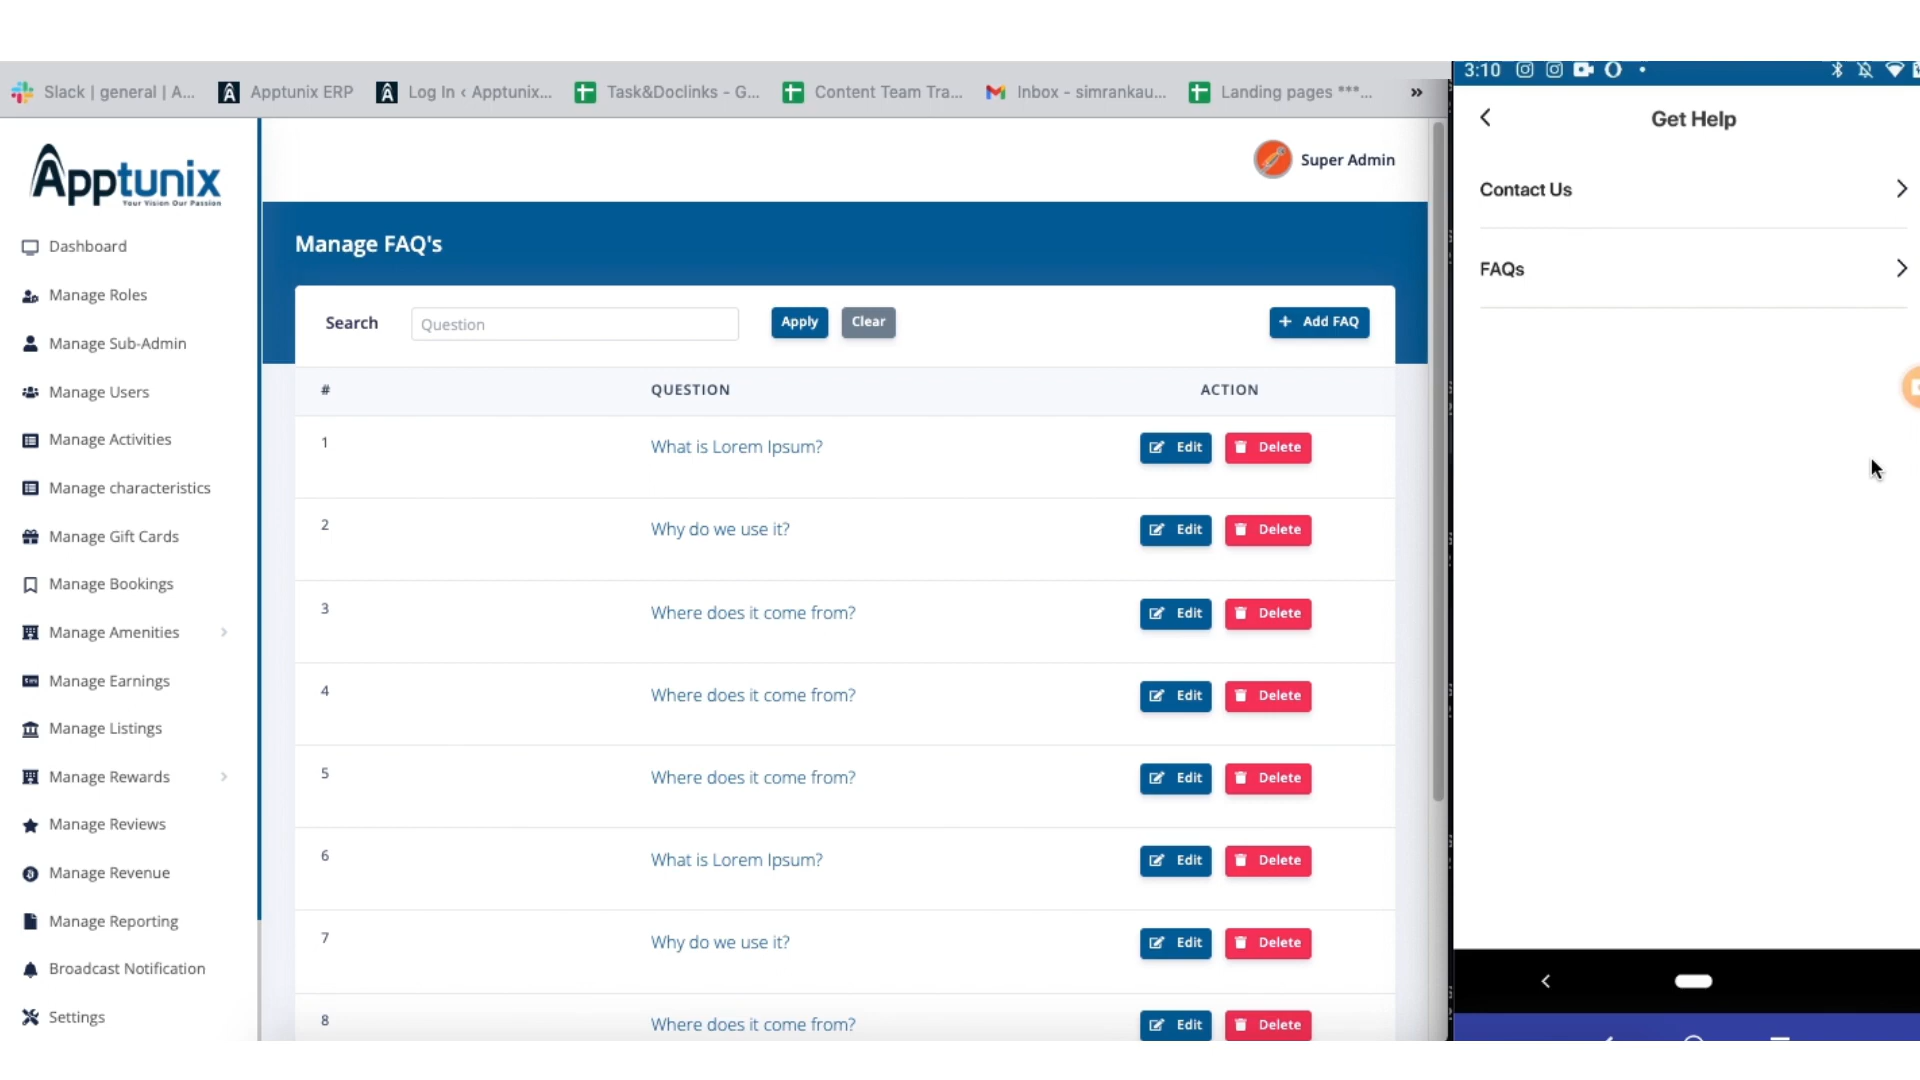 Slack | general | A...
Apptunix ERP
Log In ‹ Apptunix...
Task&Doclinks - G...
Content Team Tra...
Inbox - simrankau...
Landing pages ***...
»
3:10
Apptunix
Your Vision Our Passion
Super Admin
Dashboard
Manage Roles
Manage Sub-Admin
Manage Users
Manage Activities
Manage characteristics
Manage Gift Cards
Manage Bookings
Manage Amenities
Manage Earnings
Manage Listings
Manage Rewards
Manage Reviews
Manage Revenue
Manage Reporting
Broadcast Notification
Settings
Manage FAQ's
Search
Question
Apply
Clear
+ Add FAQ
# QUESTION ACTION
1 What is Lorem Ipsum? Edit Delete
2 Why do we use it? Edit Delete
3 Where does it come from? Edit Delete
4 Where does it come from? Edit Delete
5 Where does it come from? Edit Delete
6 What is Lorem Ipsum? Edit Delete
7 Why do we use it? Edit Delete
8 Where does it come from? Edit Delete
Get Help
Contact Us
FAQs